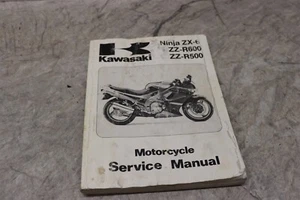 Kawasaki
Ninja ZX-6
ZZ-R600
ZZ-R500
Motorcycle
Service Manual